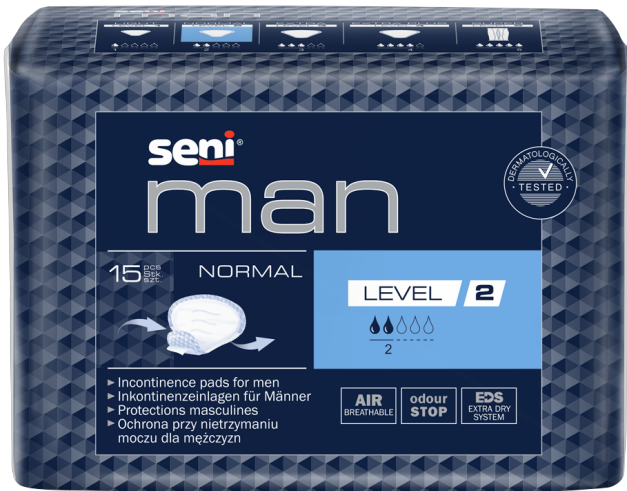 seni®
man
DERMATOLOGICALLY
TESTED
15 pcs
Stk.
szt.
NORMAL
LEVEL 2
2
Incontinence pads for men
Inkontinenzeinlagen für Männer
Protections masculines
Ochrona przy nietrzymaniu
moczu dla mężczyzn
AIR
BREATHABLE
odour
STOP
EDS
EXTRA DRY
SYSTEM